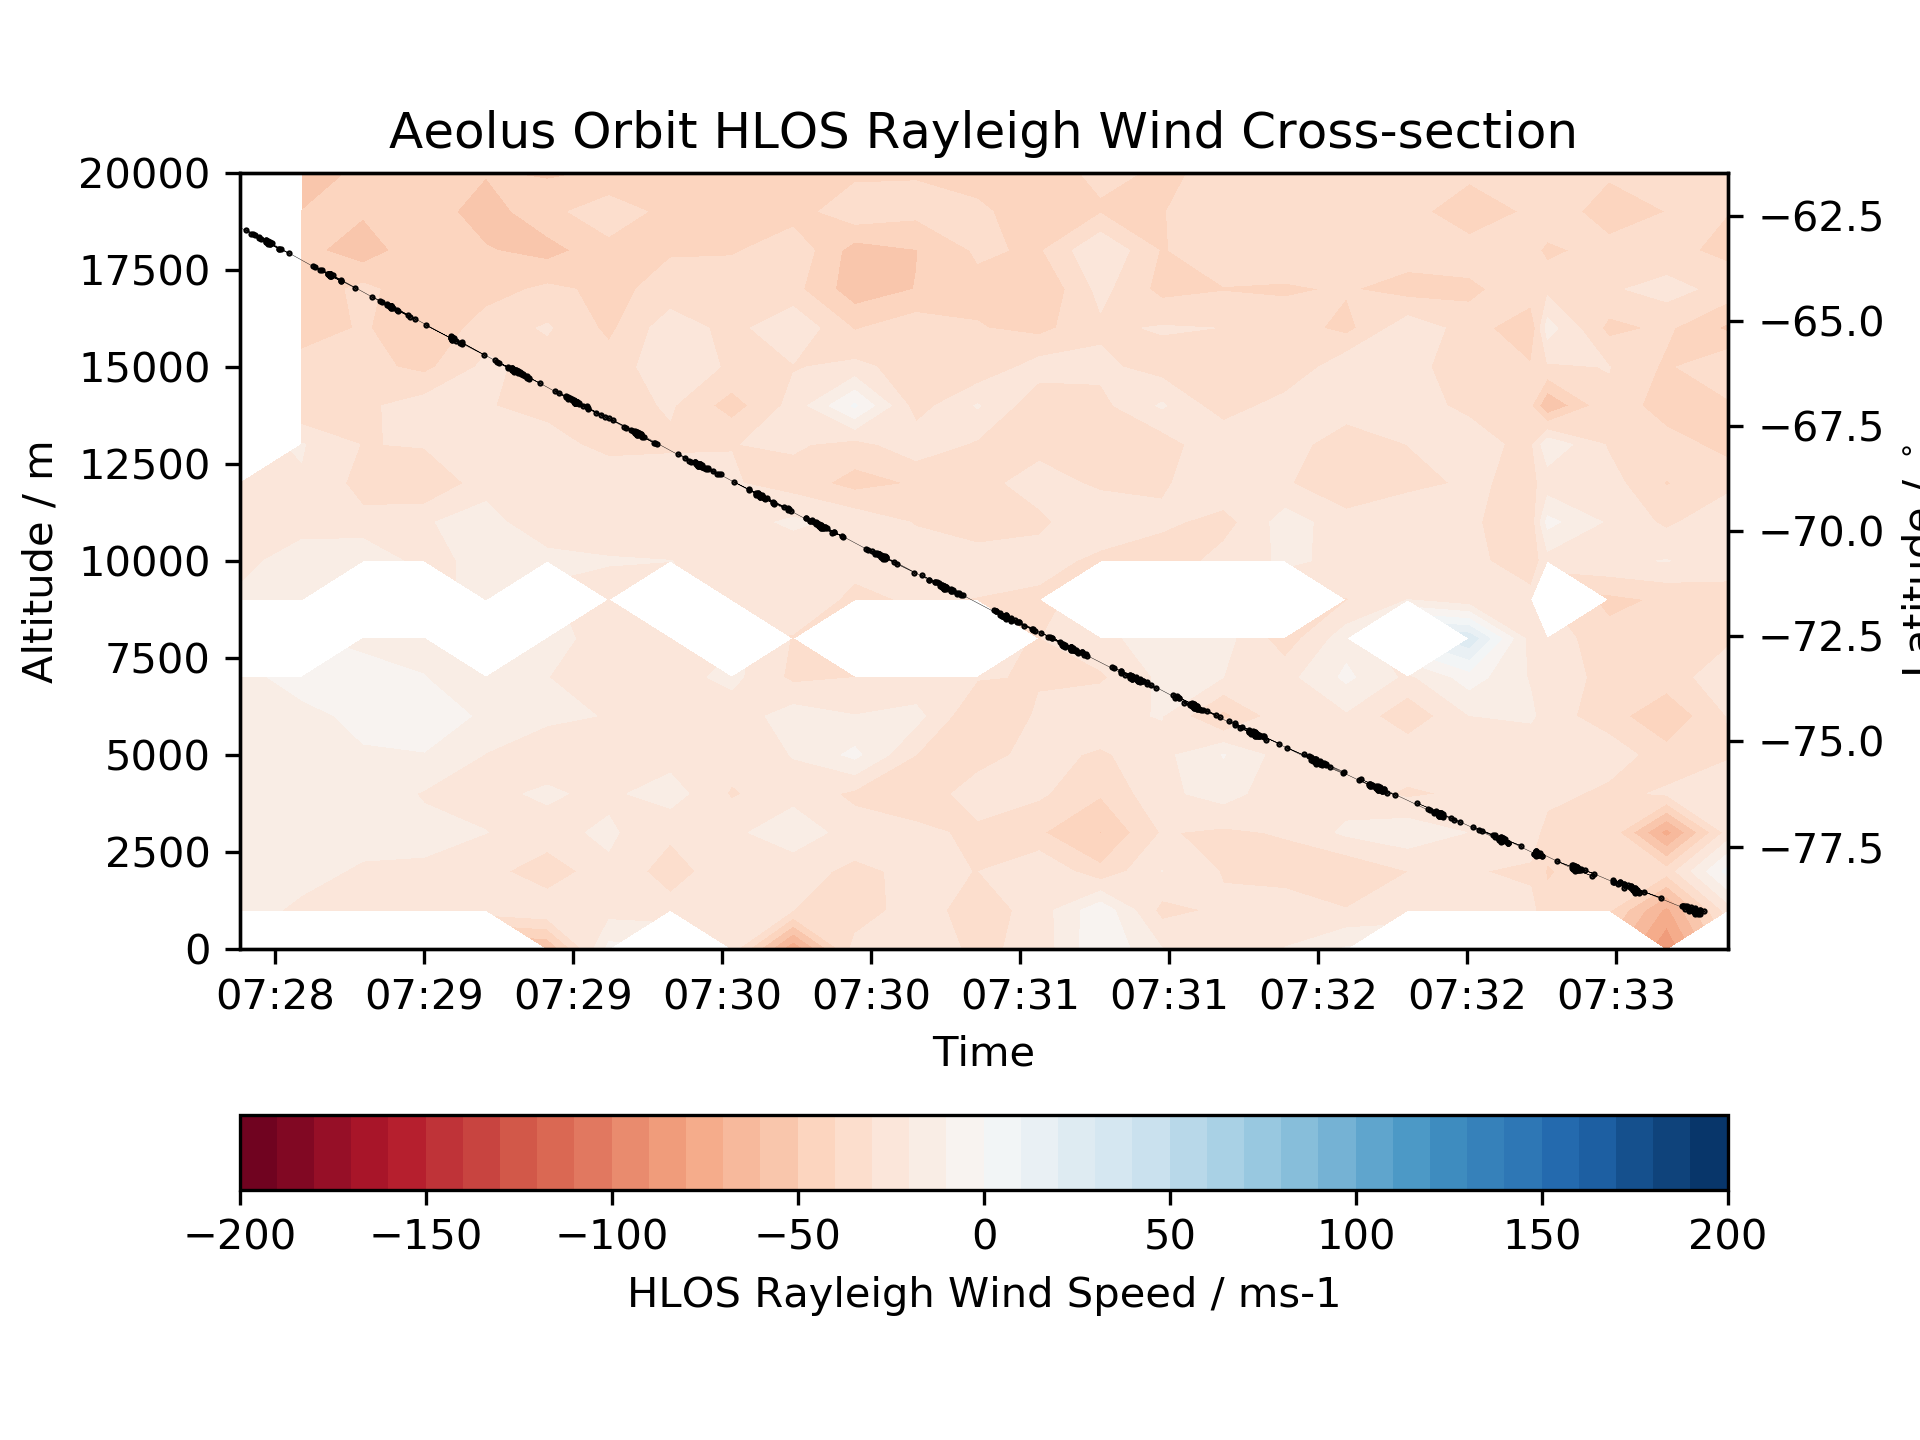 Aeolus Orbit HLOS Rayleigh Wind Cross-section
20000
17500
15000
12500
10000
7500
5000
2500
0
Altitude / m
−62.5
−65.0
−67.5
−70.0
−72.5
−75.0
−77.5
Latitude / °
07:28 07:29 07:29 07:30 07:30 07:31 07:31 07:32 07:32 07:33
Time
−200 −150 −100 −50 0 50 100 150 200
HLOS Rayleigh Wind Speed / ms-1